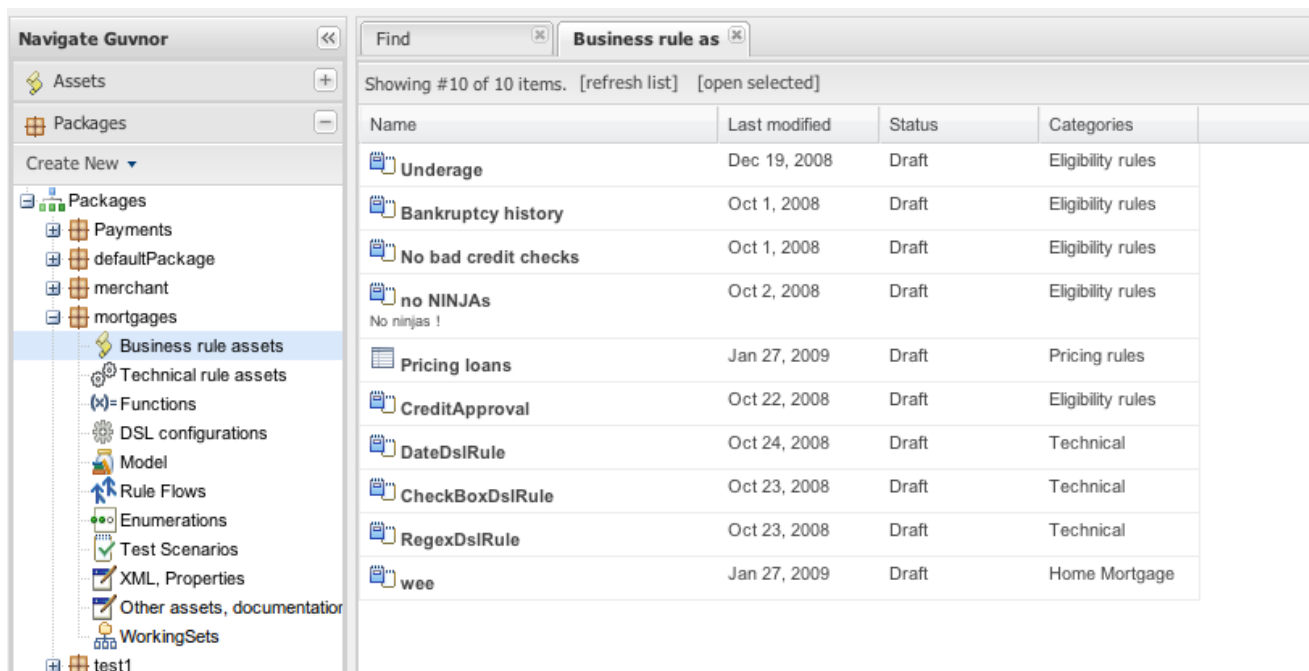 Navigate Guvnor
Assets
Packages
Create New
Packages
Payments
defaultPackage
merchant
mortgages
Business rule assets
Technical rule assets
(x)= Functions
DSL configurations
Model
Rule Flows
Enumerations
Test Scenarios
XML, Properties
Other assets, documentation
WorkingSets
test1
Find Business rule as
Showing #10 of 10 items. [refresh list] [open selected]
Name Last modified Status Categories
Underage Dec 19, 2008 Draft Eligibility rules
Bankruptcy history Oct 1, 2008 Draft Eligibility rules
No bad credit checks Oct 1, 2008 Draft Eligibility rules
no NINJAs Oct 2, 2008 Draft Eligibility rules
No ninjas !
Pricing loans Jan 27, 2009 Draft Pricing rules
CreditApproval Oct 22, 2008 Draft Eligibility rules
DateDslRule Oct 24, 2008 Draft Technical
CheckBoxDslRule Oct 23, 2008 Draft Technical
RegexDslRule Oct 23, 2008 Draft Technical
wee Jan 27, 2009 Draft Home Mortgage